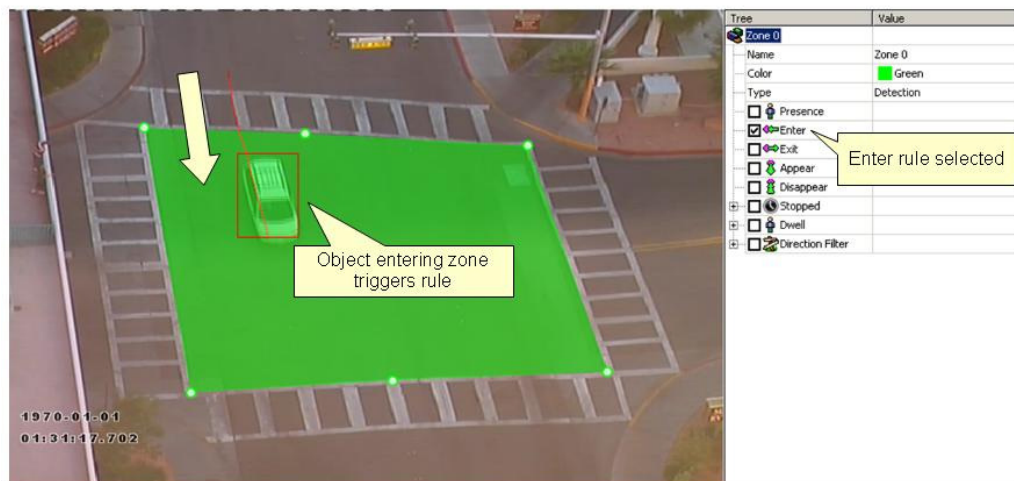 Tree Value
Zone 0
Name Zone 0
Color Green
Type Detection
Presence
Enter
Exit
Appear
Disappear
Stopped
Dwell
Direction Filter
Enter rule selected
Object entering zone
triggers rule
1970-01-01
01:31:17.702